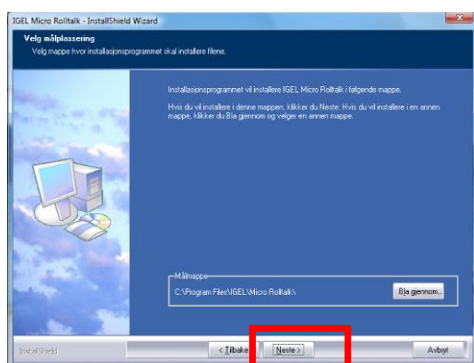 IGEL Micro Rolltalk - InstallShield Wizard
Velg målplassering
Velg mappe hvor installasjonsprogrammet skal installere filene.
Installasjonsprogrammet vil installere IGEL Micro Rolltalk i følgende mappe.
Hvis du vil installere i denne mappen, klikker du Neste. Hvis du vil installere i en annen
mappe, klikker du Bla gjennom og velger en annen mappe.
Målmappe
C:\Program Files\IGEL\Micro Rolltalk\
Bla gjennom...
InstallShield
< Tilbake
Neste >
Avbryt